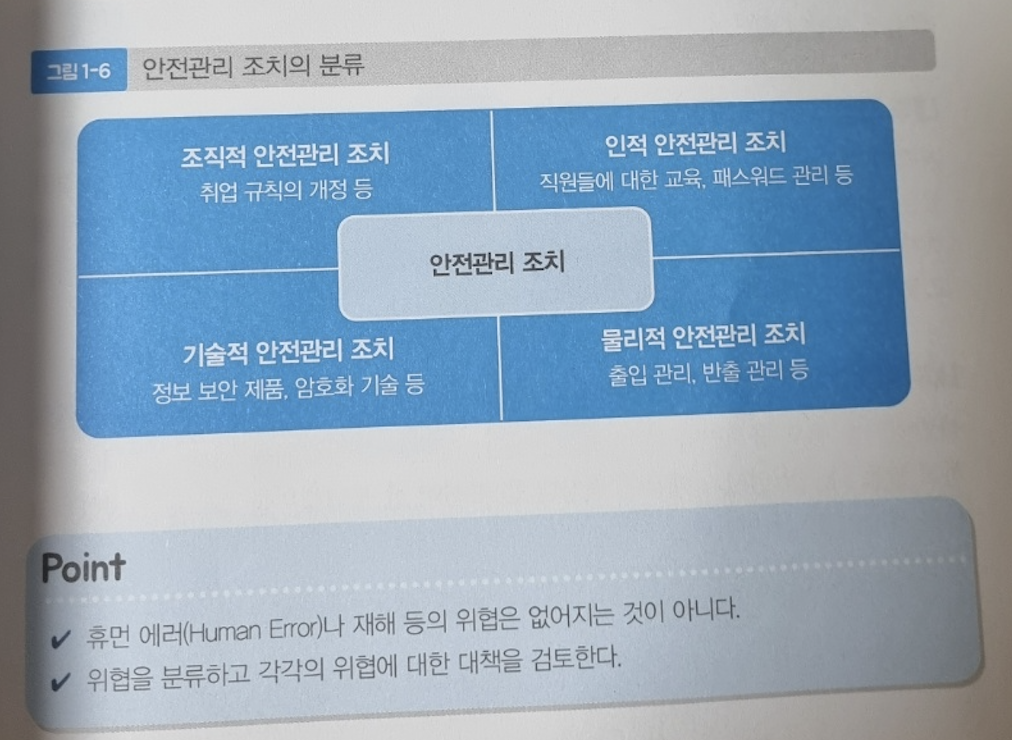 그림 1-6 안전관리 조치의 분류
조직적 안전관리 조치
취업 규칙의 개정 등
인적 안전관리 조치
직원들에 대한 교육, 패스워드 관리 등
안전관리 조치
기술적 안전관리 조치
정보 보안 제품, 암호화 기술 등
물리적 안전관리 조치
출입 관리, 반출 관리 등
Point
✔ 휴먼 에러(Human Error)나 재해 등의 위협은 없어지는 것이 아니다.
✔ 위협을 분류하고 각각의 위협에 대한 대책을 검토한다.